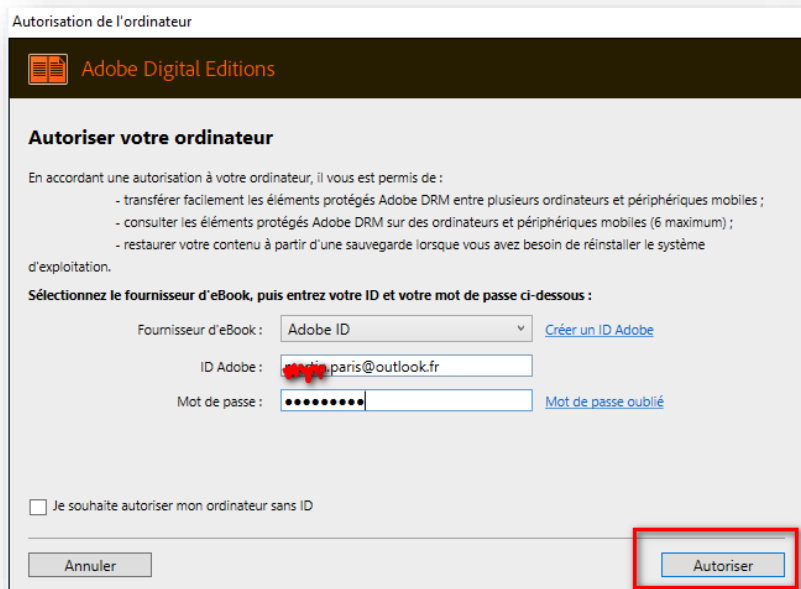 Autorisation de l'ordinateur
Adobe Digital Editions
Autoriser votre ordinateur
En accordant une autorisation à votre ordinateur, il vous est permis de :
- transférer facilement les éléments protégés Adobe DRM entre plusieurs ordinateurs et périphériques mobiles ;
- consulter les éléments protégés Adobe DRM sur des ordinateurs et périphériques mobiles (6 maximum) ;
- restaurer votre contenu à partir d'une sauvegarde lorsque vous avez besoin de réinstaller le système
d'exploitation.
Sélectionnez le fournisseur d'eBook, puis entrez votre ID et votre mot de passe ci-dessous :
Fournisseur d'eBook : Adobe ID Créer un ID Adobe
ID Adobe : .paris@outlook.fr
Mot de passe : ●●●●●●●●● Mot de passe oublié
Je souhaite autoriser mon ordinateur sans ID
Annuler Autoriser